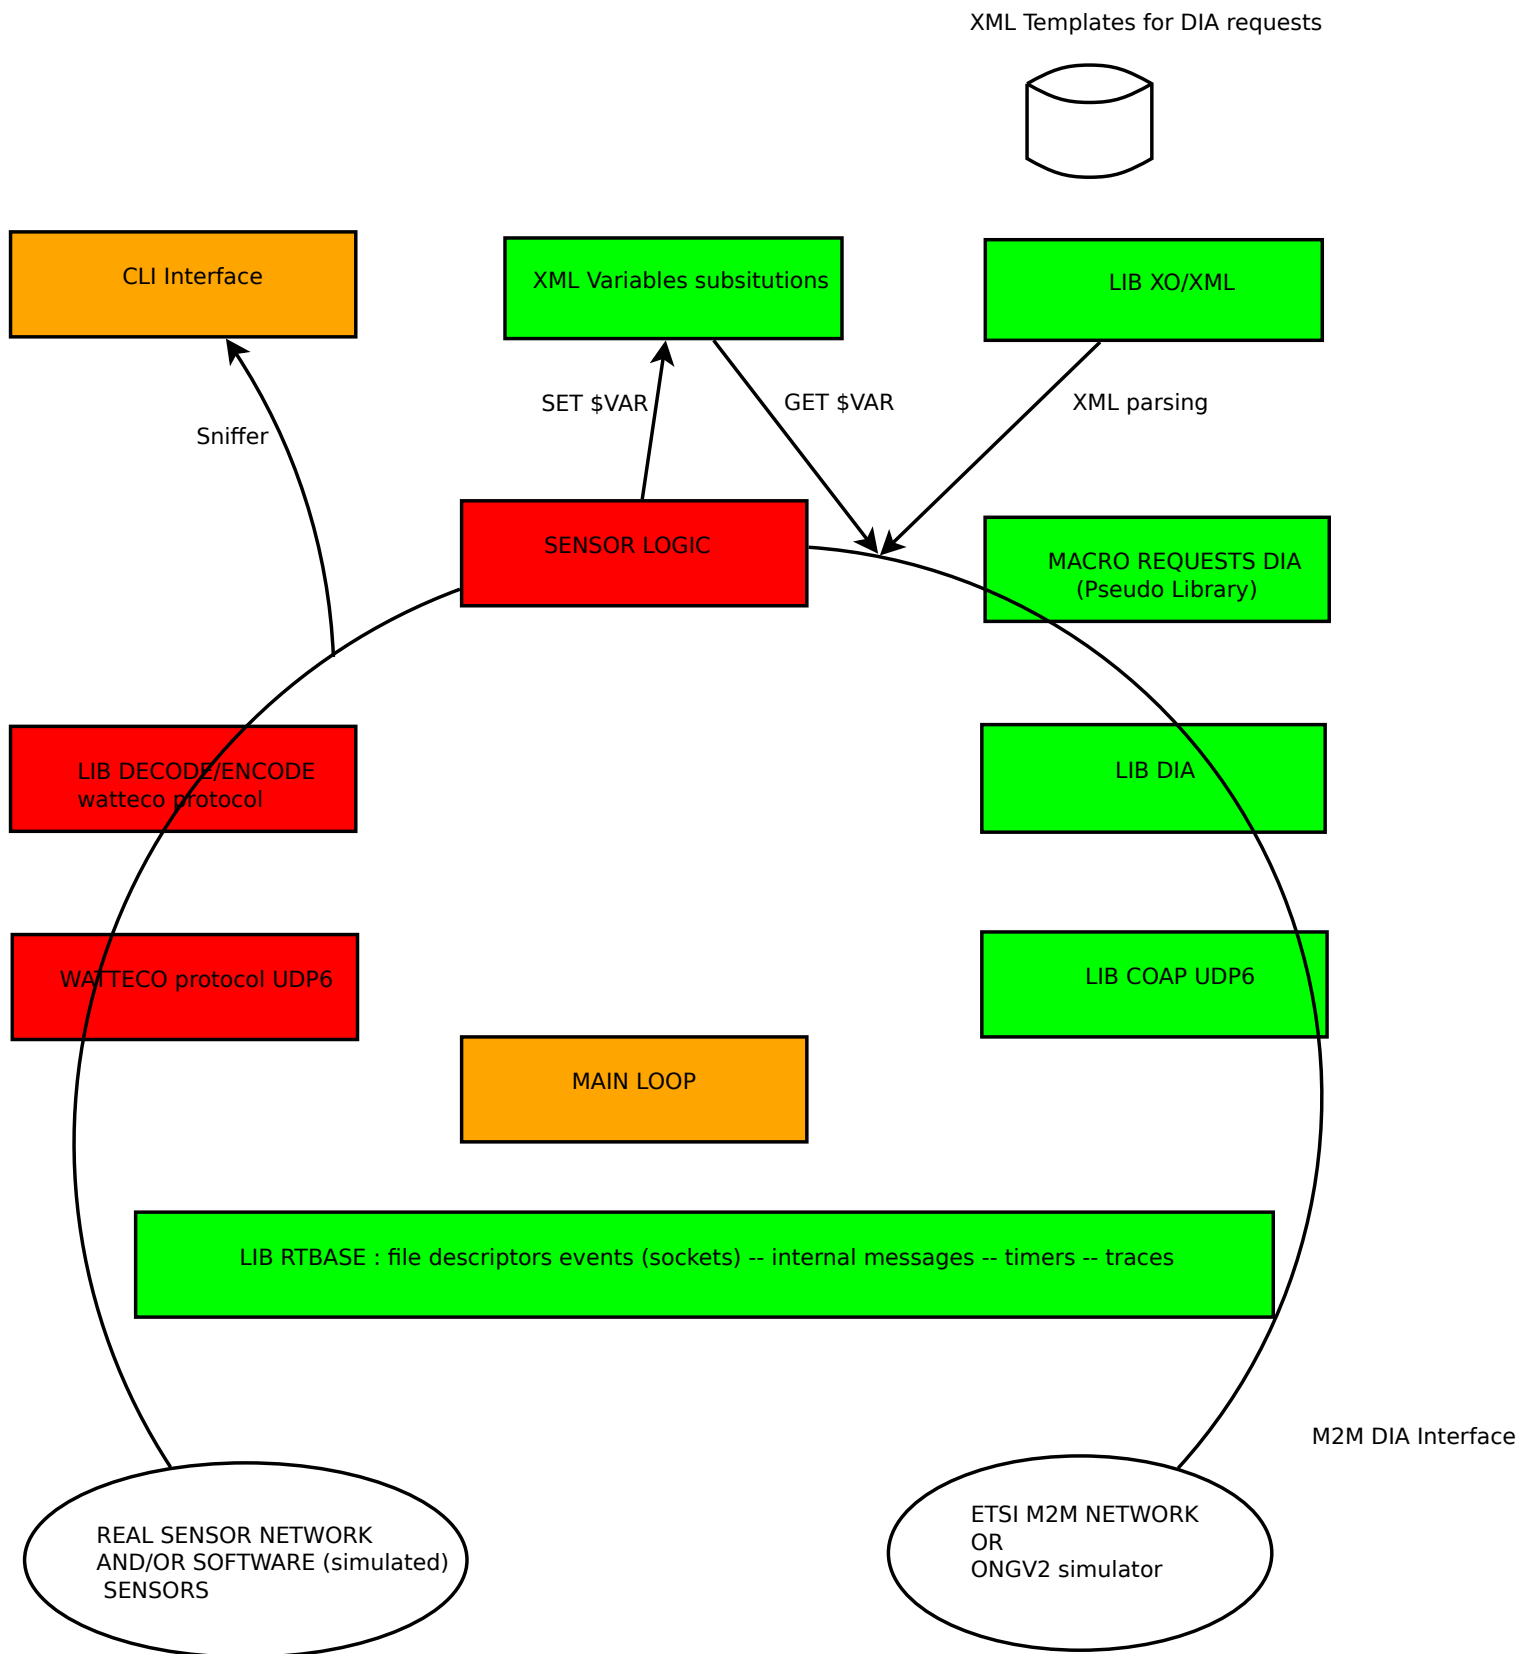 XML Templates for DIA requests
CLI Interface
XML Variables subsitutions
LIB XO/XML
SET $VAR
GET $VAR
XML parsing
Sniffer
SENSOR LOGIC
MACRO REQUESTS DIA
(Pseudo Library)
LIB DECODE/ENCODE
watteco protocol
LIB DIA
WATTECO protocol UDP6
LIB COAP UDP6
MAIN LOOP
LIB RTBASE : file descriptors events (sockets) -- internal messages -- timers -- traces
M2M DIA Interface
REAL SENSOR NETWORK
AND/OR SOFTWARE (simulated)
SENSORS
ETSI M2M NETWORK
OR
ONGV2 simulator